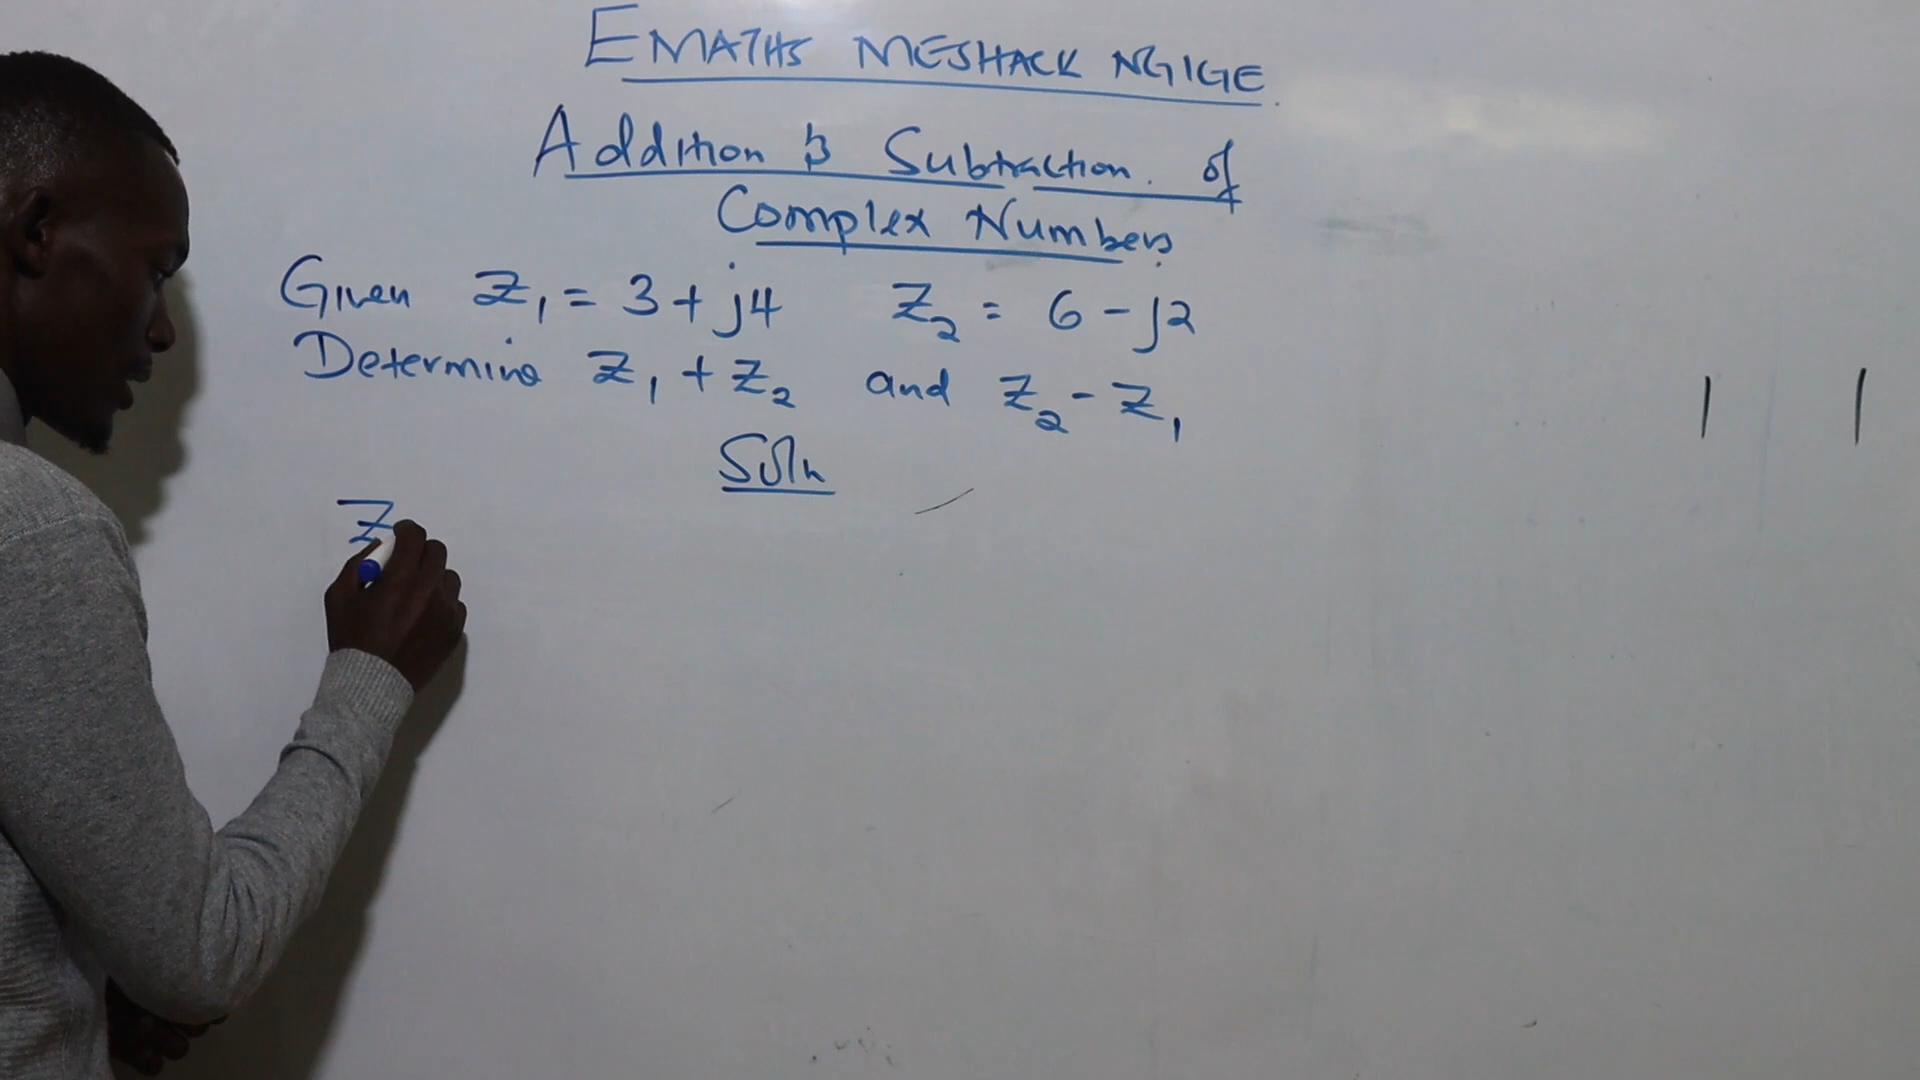 EMATHS MESHACK NGIGE
Addition & Subtraction of
Complex Numbers
Given Z₁ = 3 + j4 Z₂ = 6 - j2
Determine Z₁ + Z₂ and Z₂ - Z₁
Soln
Z